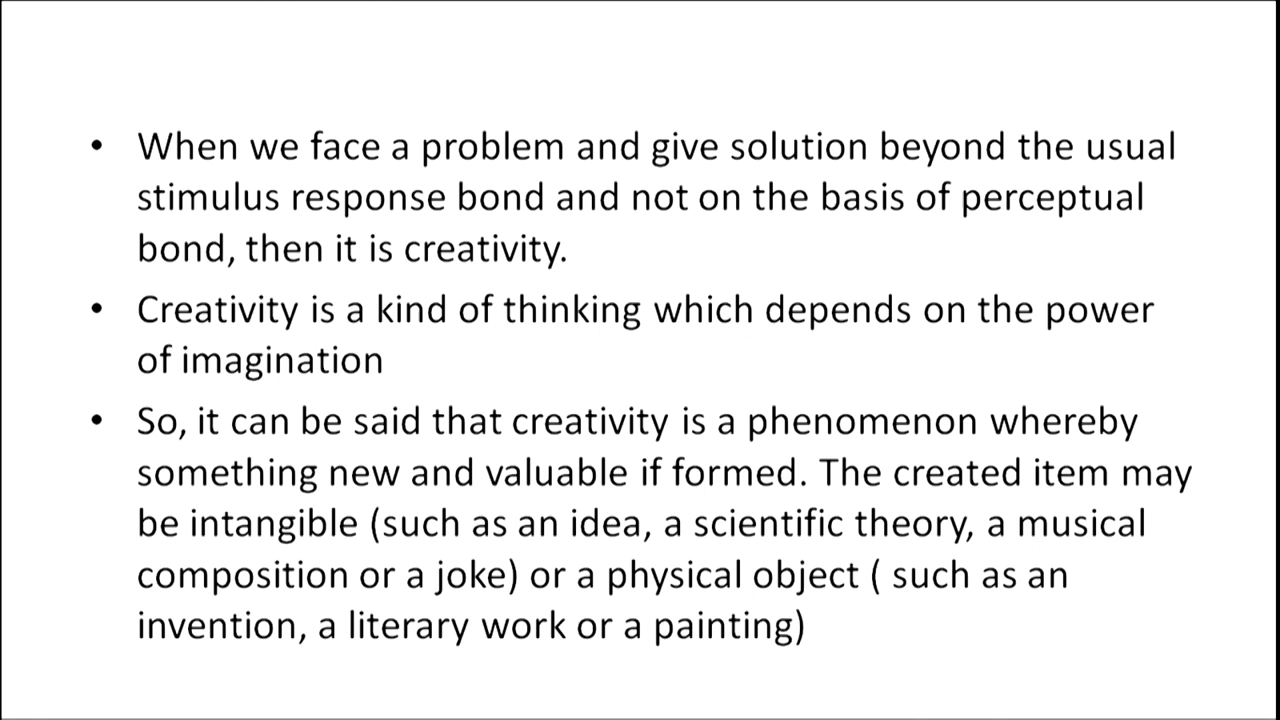 • When we face a problem and give solution beyond the usual
stimulus response bond and not on the basis of perceptual
bond, then it is creativity.
• Creativity is a kind of thinking which depends on the power
of imagination
• So, it can be said that creativity is a phenomenon whereby
something new and valuable if formed. The created item may
be intangible (such as an idea, a scientific theory, a musical
composition or a joke) or a physical object ( such as an
invention, a literary work or a painting)